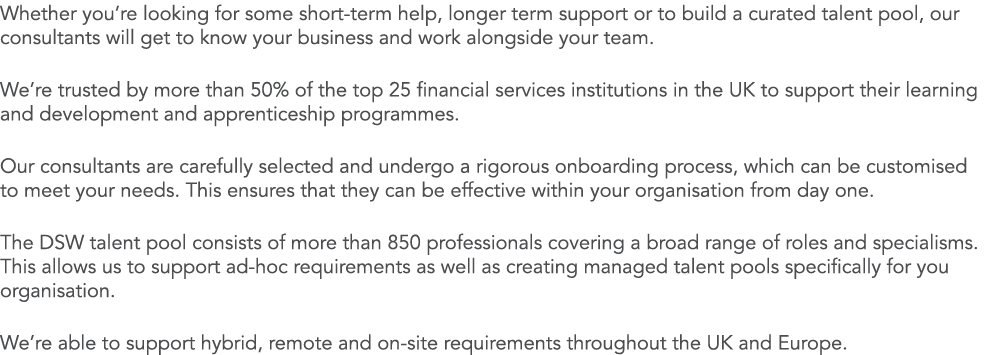 Whether you’re looking for some short-term help, longer term support or to build a curated talent pool, our
consultants will get to know your business and work alongside your team.
We’re trusted by more than 50% of the top 25 financial services institutions in the UK to support their learning
and development and apprenticeship programmes.
Our consultants are carefully selected and undergo a rigorous onboarding process, which can be customised
to meet your needs. This ensures that they can be effective within your organisation from day one.
The DSW talent pool consists of more than 850 professionals covering a broad range of roles and specialisms.
This allows us to support ad-hoc requirements as well as creating managed talent pools specifically for you
organisation.
We’re able to support hybrid, remote and on-site requirements throughout the UK and Europe.